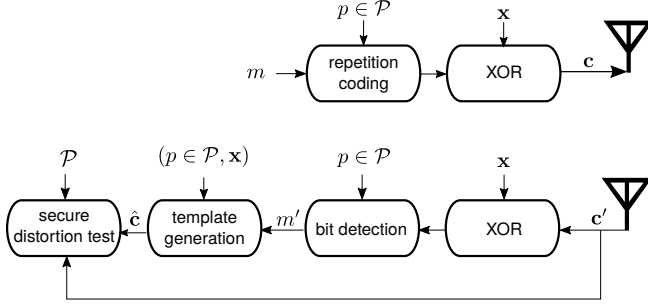 p ∈ 𝒫
x
m
repetition
coding
XOR
c
𝒫
(p ∈ 𝒫, x)
p ∈ 𝒫
x
secure
distortion test
ĉ
template
generation
m′
bit detection
XOR
c′